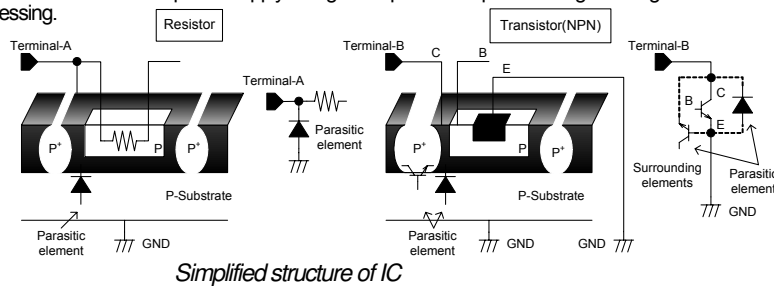 essing.
Resistor
Transistor(NPN)
Terminal-A
Terminal-B
C
B
E
Terminal-B
Terminal-A
B
C
E
Parasitic
element
P+
P
P+
P+
P
P+
Surrounding
elements
Parasitic
element
P-Substrate
P-Substrate
GND
Parasitic
element
GND
Parasitic
element
GND
GND
Simplified structure of IC